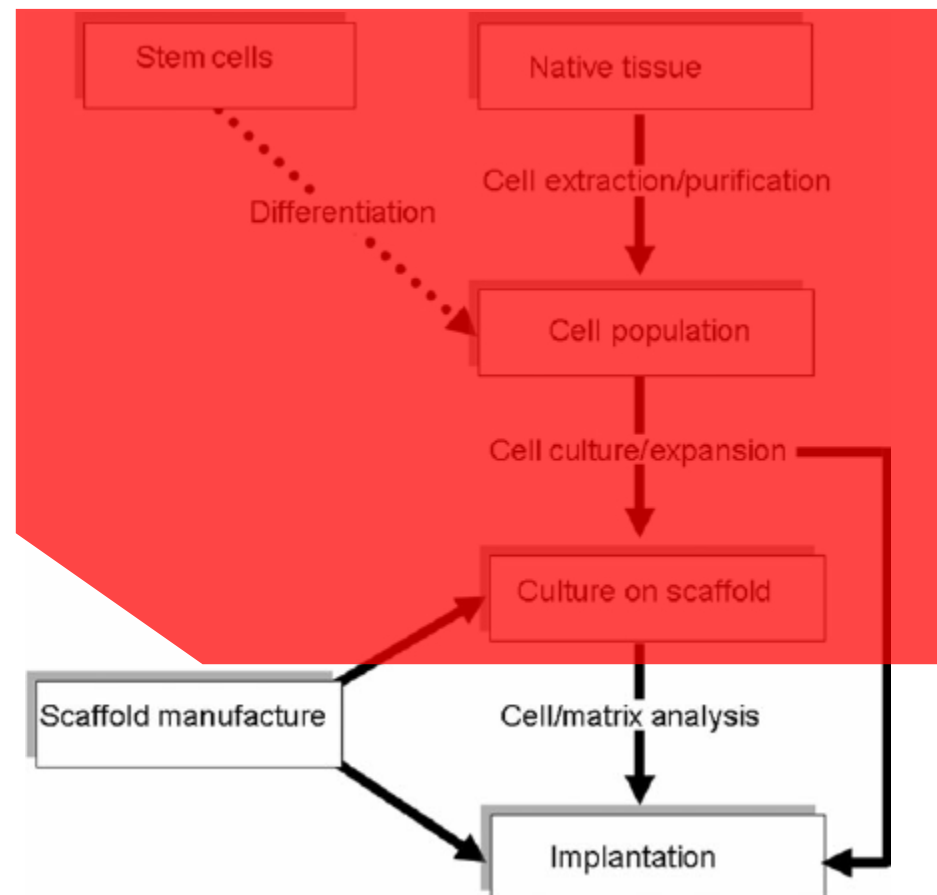 Stem cells
Native tissue
Cell extraction/purification
Differentiation
Cell population
Cell culture/expansion
Culture on scaffold
Scaffold manufacture
Cell/matrix analysis
Implantation